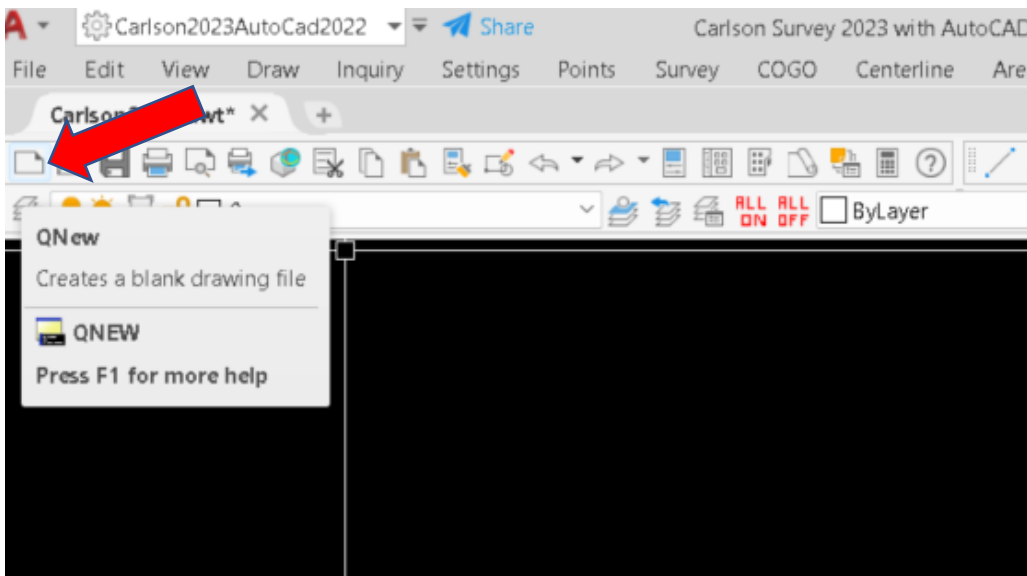 Carlson2023AutoCad2022 Share Carlson Survey 2023 with AutoCAD
File Edit View Draw Inquiry Settings Points Survey COGO Centerline Are
ALL ALL
ON OFF ByLayer
QNew
Creates a blank drawing file
QNEW
Press F1 for more help